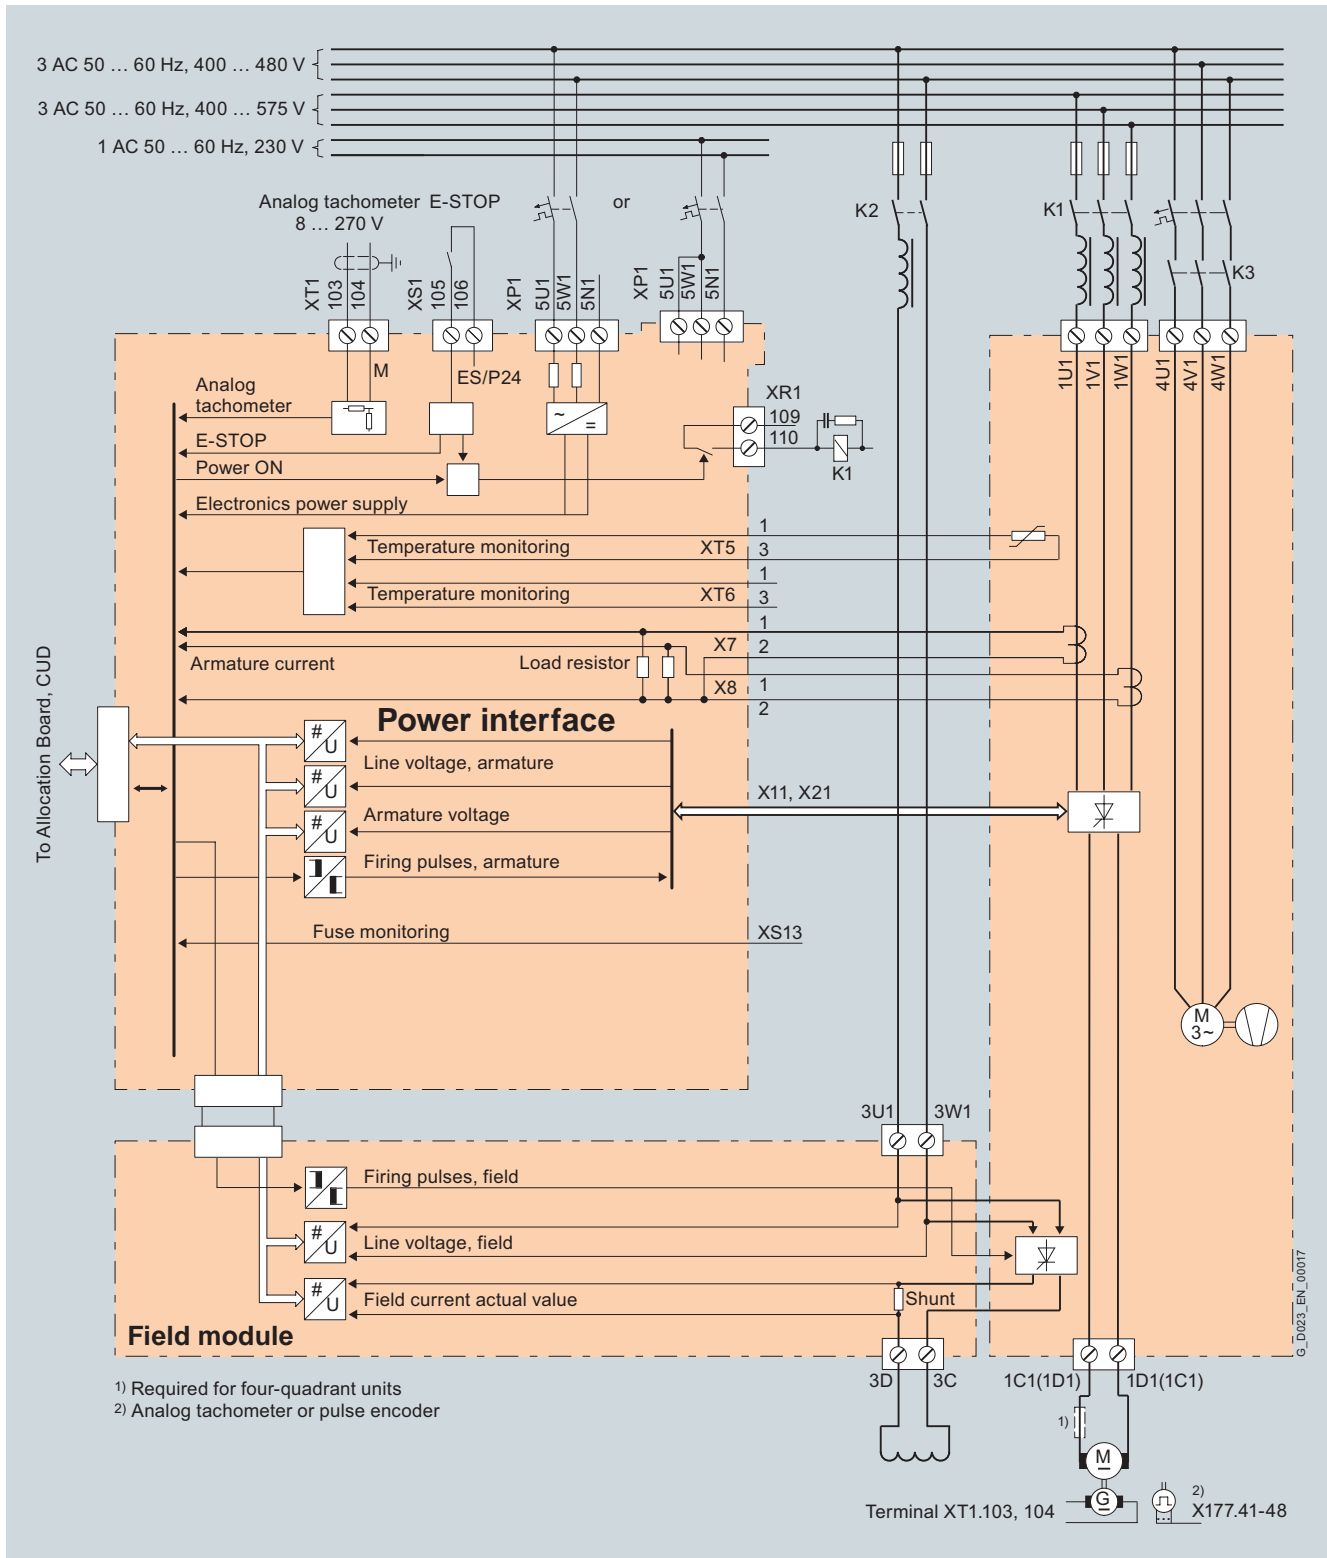 3 AC 50 … 60 Hz, 400 … 480 V
3 AC 50 … 60 Hz, 400 … 575 V
1 AC 50 … 60 Hz, 230 V
Analog tachometer
8 … 270 V
E-STOP
or
K2
K1
K3
XT1
103
104
XS1
105
106
XP1
5U1
5W1
5N1
XP1
5U1
5W1
5N1
M
ES/P24
1U1
1V1
1W1
4U1
4V1
4W1
Analog
tachometer
~
=
XR1
109
110
K1
E-STOP
Power ON
Electronics power supply
Temperature monitoring
XT5
1
3
Temperature monitoring
XT6
1
3
Armature current
Load resistor
X7
1
2
X8
1
2
To Allocation Board, CUD
Power interface
#
U
Line voltage, armature
#
U
X11, X21
Armature voltage
#
U
Firing pulses, armature
Fuse monitoring
XS13
M
3~
3U1
3W1
Firing pulses, field
#
U
Line voltage, field
#
U
Field current actual value
Shunt
Field module
3D
3C
1C1(1D1)
1D1(1C1)
G_D023_EN_00017
1) Required for four-quadrant units
2) Analog tachometer or pulse encoder
1)
M
G
Terminal XT1.103, 104
2)
X177.41-48